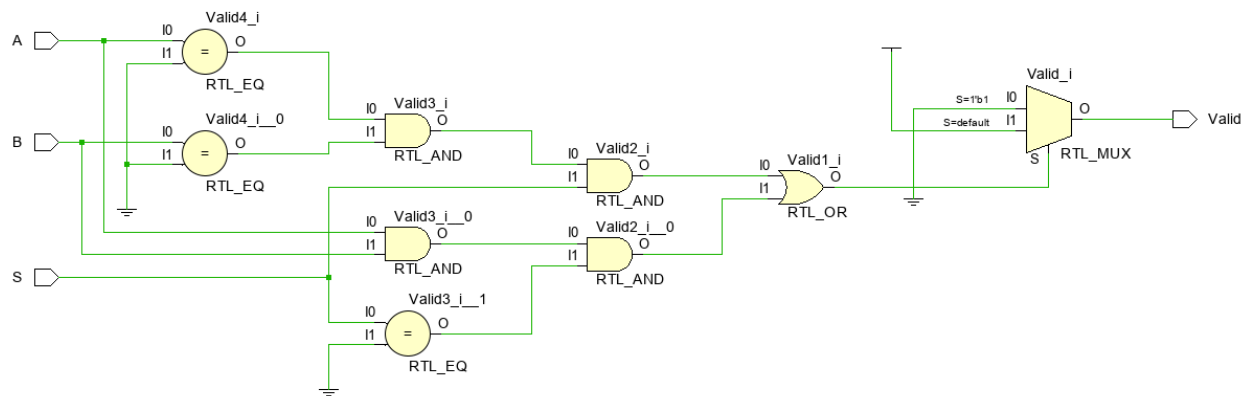 A
I0
I1
Valid4_i
=
O
RTL_EQ
B
I0
I1
Valid4_i__0
=
O
RTL_EQ
Valid3_i
I0
I1
O
RTL_AND
Valid2_i
I0
I1
O
RTL_AND
Valid3_i__0
I0
I1
O
RTL_AND
Valid2_i__0
I0
I1
O
RTL_AND
S
Valid3_i__1
I0
I1
=
O
RTL_EQ
Valid1_i
I0
I1
O
RTL_OR
Valid_i
S=1'b1
I0
S=default
I1
O
S
RTL_MUX
Valid